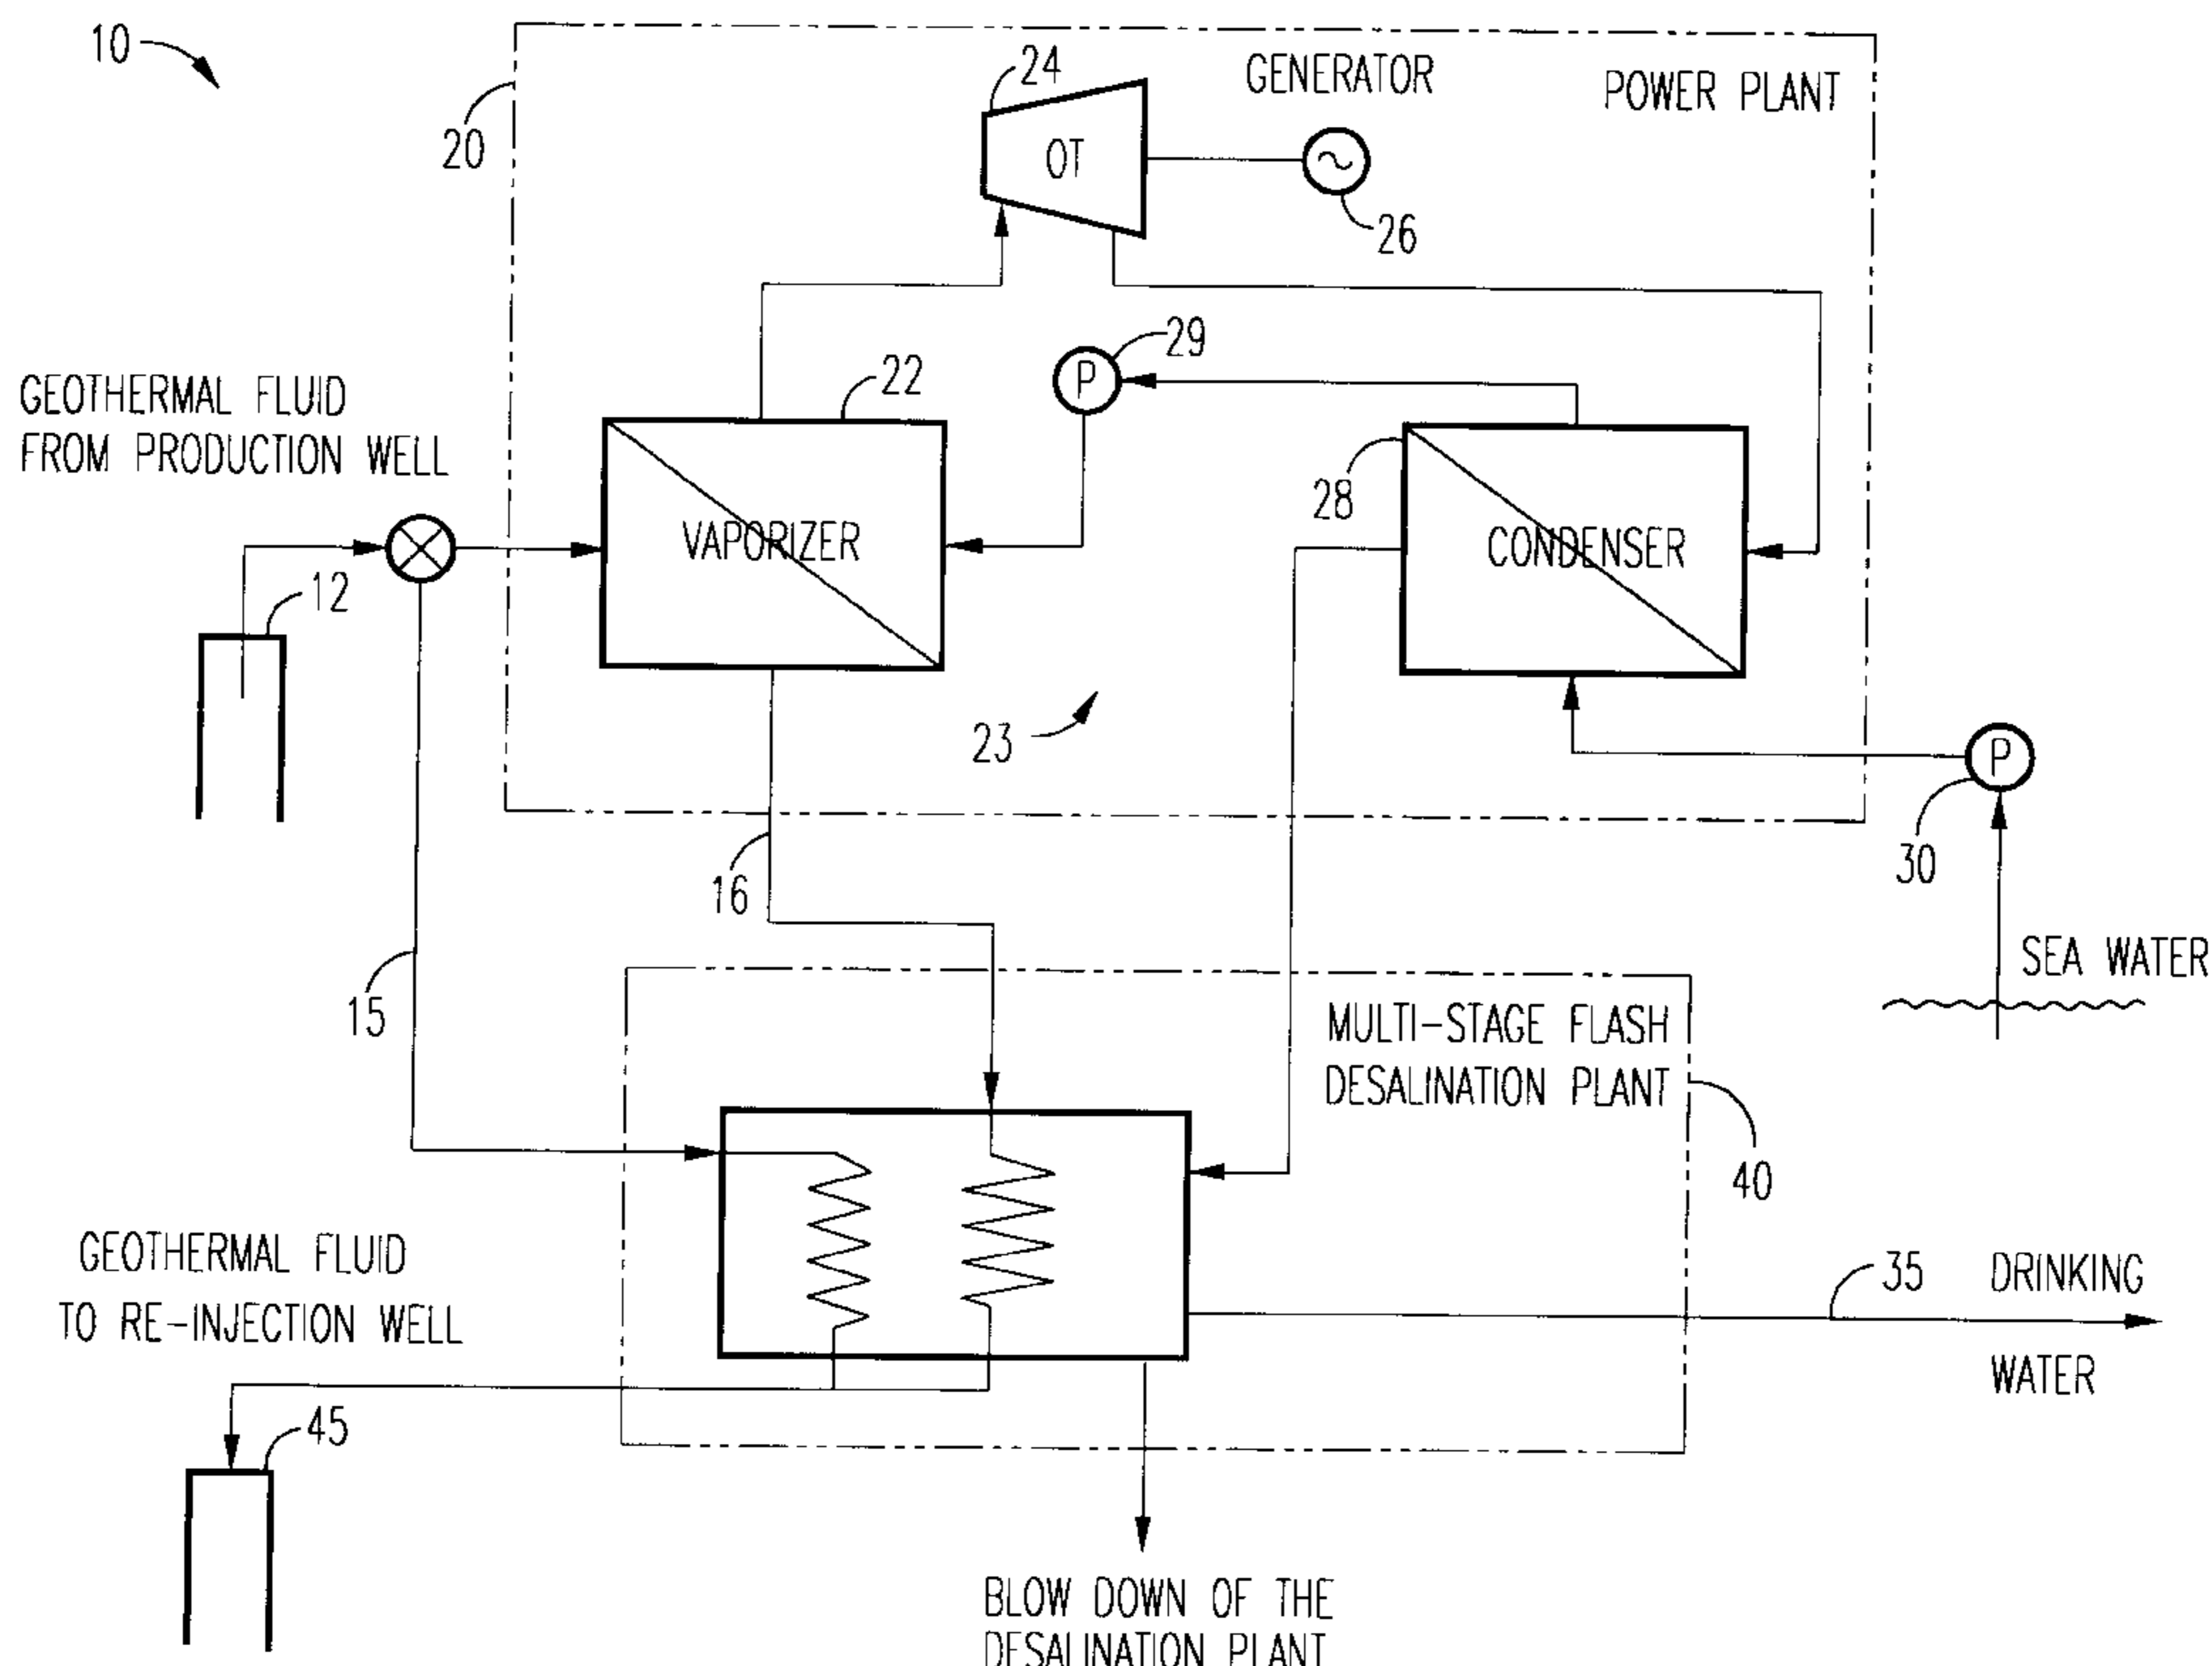 10
20
24
GENERATOR
POWER PLANT
OT
~
26
29
P
22
GEOTHERMAL FLUID
FROM PRODUCTION WELL
28
VAPORIZER
CONDENSER
12
23
P
30
16
15
SEA WATER
MULTI-STAGE FLASH
DESALINATION PLANT
40
GEOTHERMAL FLUID
TO RE-INJECTION WELL
35
DRINKING
WATER
45
BLOW DOWN OF THE
DESALINATION PLANT